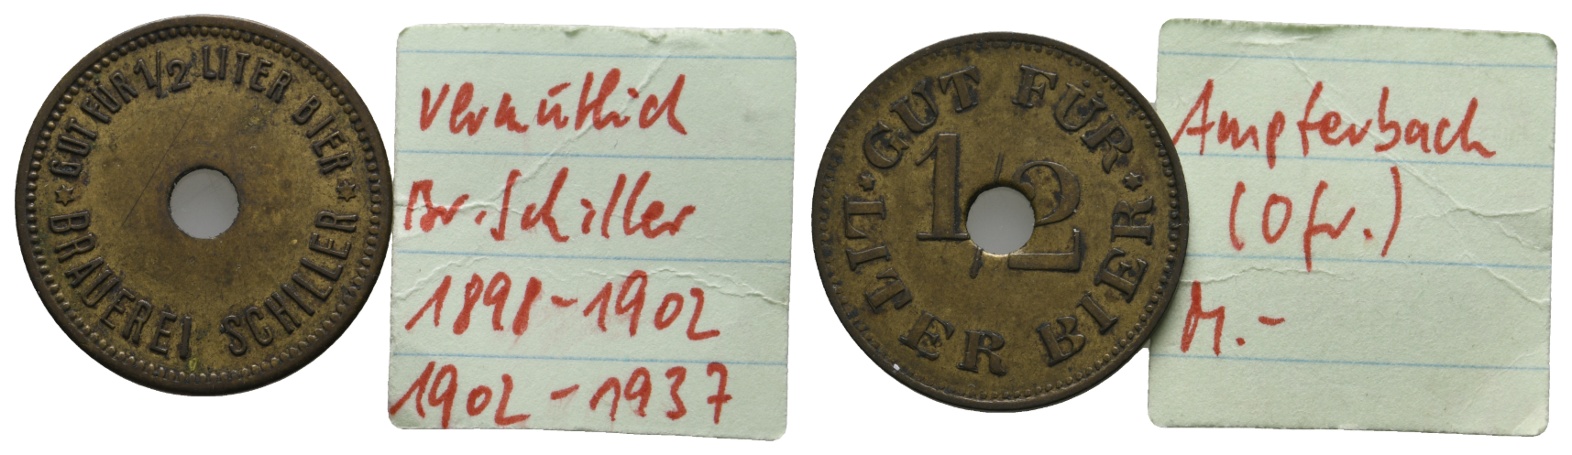 GUT FÜR 1/2 LITER BIER
* BRAUEREI SCHILLER *
Vermutlich
Br. Schiller
1898-1902
1902-1937
* GUT FÜR *
1/2
LITER BIER
Ampferbach
(Ofr.)
M.-